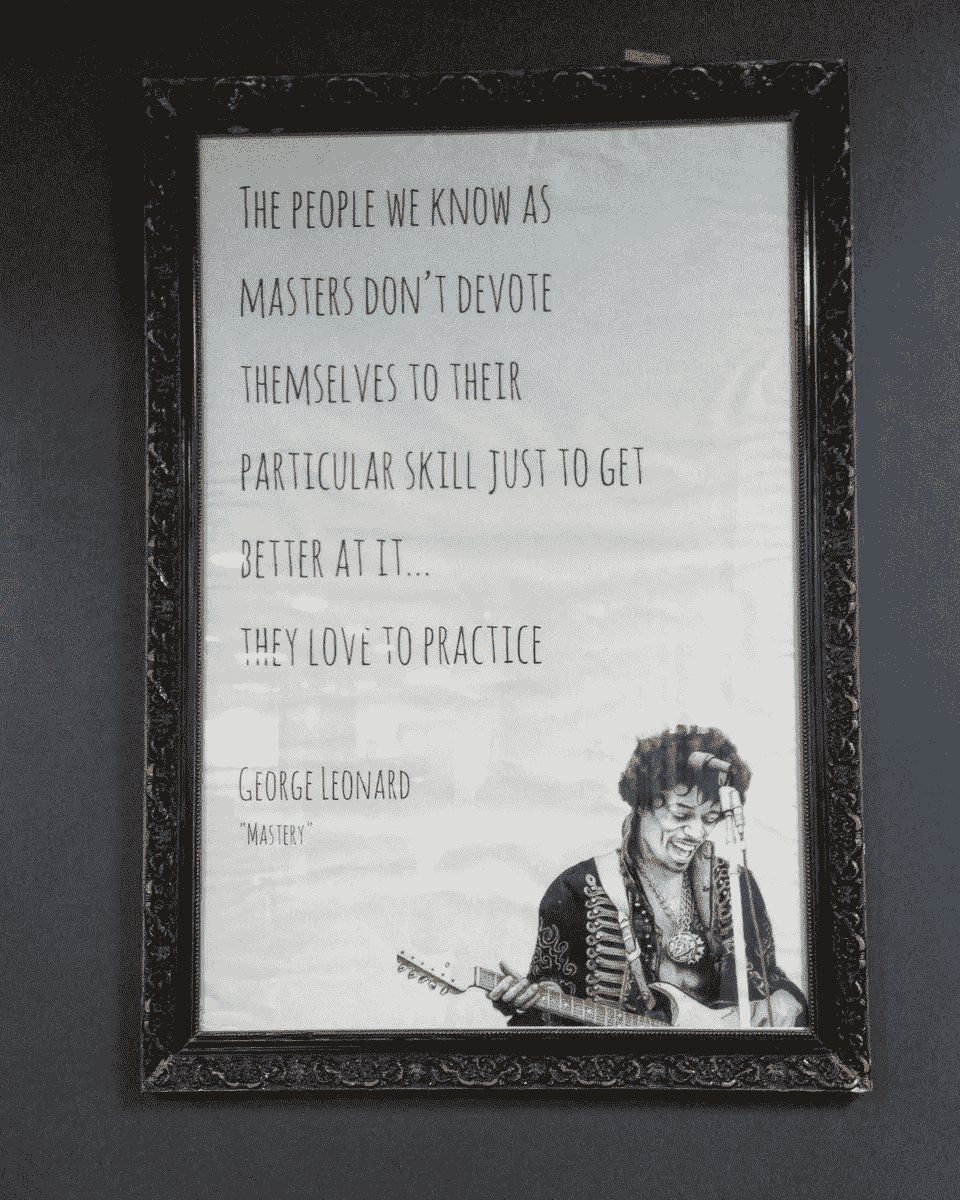 The people we know as
masters don’t devote
themselves to their
particular skill just to get
better at it...
they love to practice
George Leonard
"Mastery"